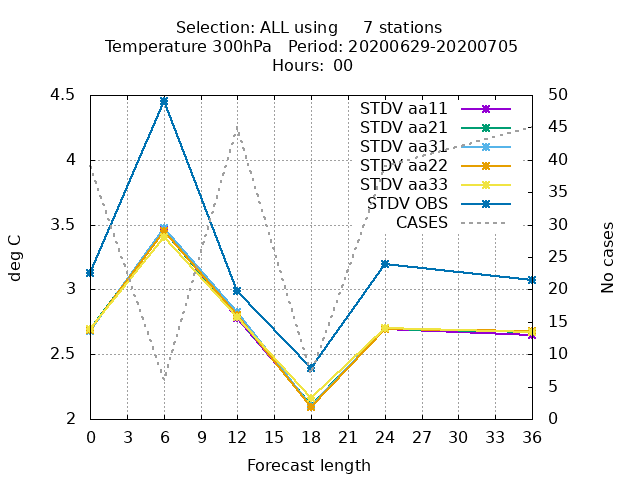 Selection: ALL using     7 stations
Temperature 300hPa   Period: 20200629-20200705
Hours:  00
4.5
4
3.5
3
2.5
2
deg C
50
45
40
35
30
25
20
15
10
5
0
No cases
STDV aa11
STDV aa21
STDV aa31
STDV aa22
STDV aa33
STDV OBS
CASES
0 3 6 9 12 15 18 21 24 27 30 33 36
Forecast length